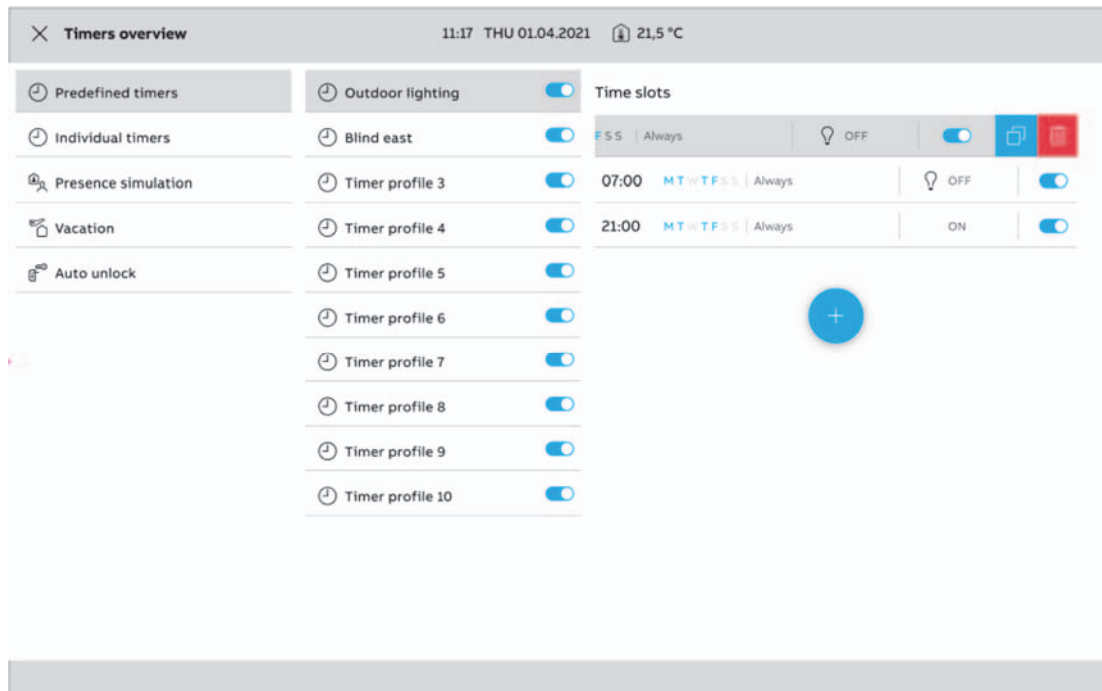 Timers overview
11:17 THU 01.04.2021 21,5 °C
Predefined timers
Individual timers
Presence simulation
Vacation
Auto unlock
Outdoor lighting
Blind east
Timer profile 3
Timer profile 4
Timer profile 5
Timer profile 6
Timer profile 7
Timer profile 8
Timer profile 9
Timer profile 10
Time slots
F S S | Always OFF
07:00 M T W T F S S | Always OFF
21:00 M T W T F S S | Always ON
+